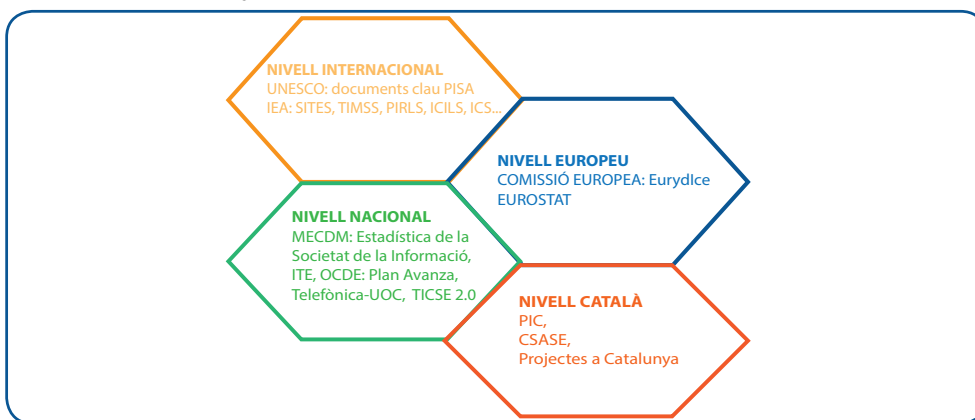 NIVELL INTERNACIONAL
UNESCO: documents clau PISA
IEA: SITES, TIMSS, PIRLS, ICILS, ICS...
NIVELL EUROPEU
COMISSIÓ EUROPEA: EurydIce
EUROSTAT
NIVELL NACIONAL
MECDM: Estadística de la
Societat de la Informació,
ITE, OCDE: Plan Avanza,
Telefònica-UOC, TICSE 2.0
NIVELL CATALÀ
PIC,
CSASE,
Projectes a Catalunya